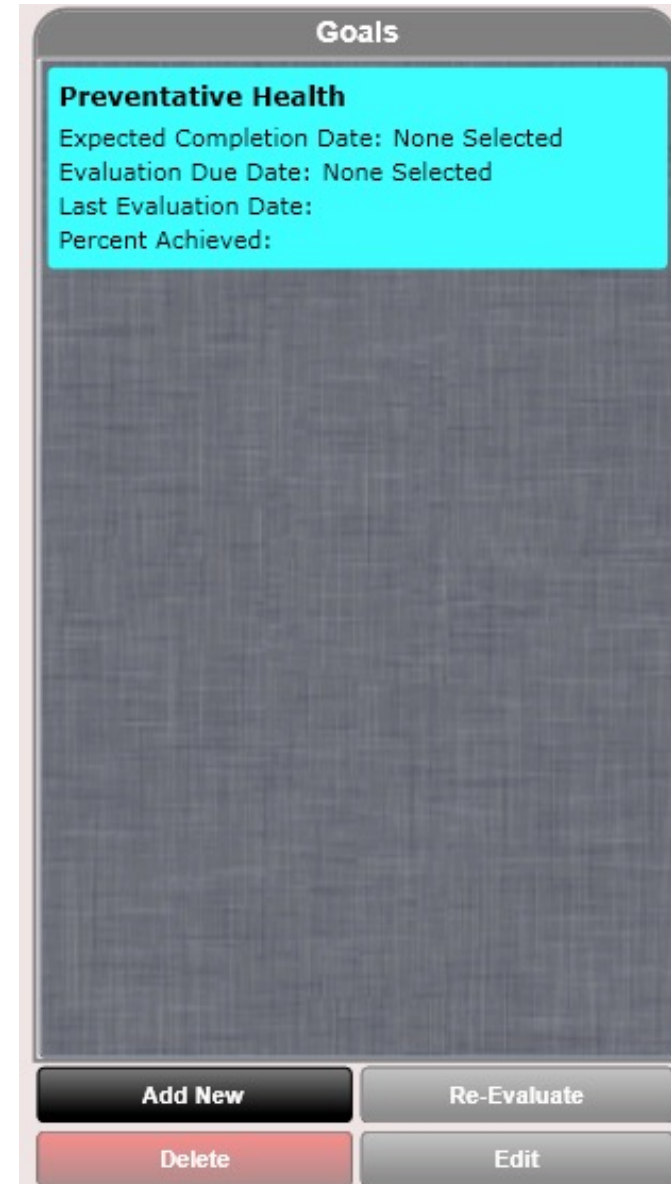 Goals
Preventative Health
Expected Completion Date: None Selected
Evaluation Due Date: None Selected
Last Evaluation Date:
Percent Achieved:
Add New
Re-Evaluate
Delete
Edit